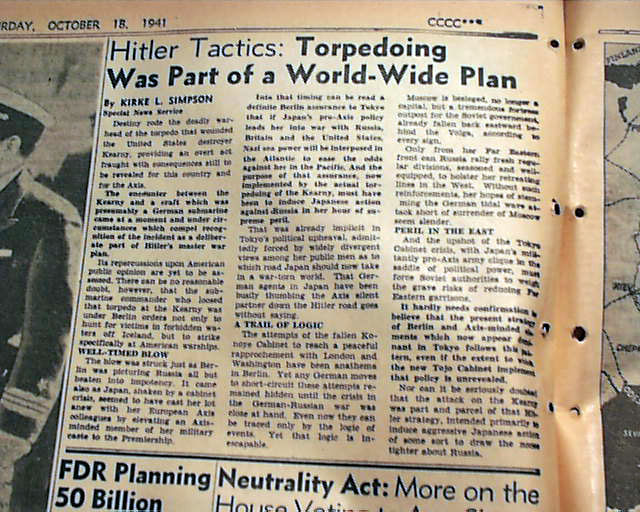 RDAY, OCTOBER 18, 1941
CCCC***
Hitler Tactics: Torpedoing
Was Part of a World-Wide Plan
By KIRKE L. SIMPSON
Special News Service
Destiny rode the deadly war-
head of the torpedo that wounded
the United States destroyer
Kearny, providing an overt act
fraught with consequences still to
be revealed for this country and
for the Axis.
The encounter between the
Kearny and a craft which was
presumably a German submarine
came at a moment and under cir-
cumstances which compel recog-
nition of the incident as a deliber-
ate part of Hitler's master war
plan.
Its repercussions upon American
public opinion are yet to be as-
sessed. There can be no reasonable
doubt, however, that the sub-
marine commander who loosed
that torpedo at the Kearny was
under Berlin orders not only to
hunt for victims in forbidden wa-
ters off Iceland, but to strike
specifically at American warships.
WELL-TIMED BLOW
The blow was struck just as Ber-
lin was picturing Russia all but
beaten into impotency. It came
also as Japan, shaken by a cabinet
crisis, seemed to have cast her lot
anew with her European Axis
colleagues by elevating an Axis-
minded member of her military
caste to the Premiership.
Into that timing can be read a
definite Berlin assurance to Tokyo
that if Japan's pro-Axis policy
leads her into war with Russia,
Britain and the United States,
Nazi sea power will be interposed in
the Atlantic to ease the odds
against her in the Pacific. And the
purpose of that assurance, now
implemented by the actual tor-
pedoing of the Kearny, must have
been to induce Japanese action
against Russia in her hour of su-
preme peril.
That was already implicit in
Tokyo's political upheaval, admit-
tedly forced by widely divergent
views among her public men as to
which road Japan should now take
in a war-torn world. That Ger-
man agents in Japan have been
busily thumbing the Axis silent
partner down the Hitler road goes
without saying.
A TRAIL OF LOGIC
The attempts of the fallen Ko-
noye Cabinet to reach a peaceful
rapprochement with London and
Washington have been anathema
in Berlin. Yet any German moves
to short-circuit these attempts re-
mained hidden until the crisis in
the German-Russian war was
close at hand. Even now they can
be traced only by the logic of
events. Yet that logic is in-
escapable.
Moscow is besieged, no longer a
capital, but a tremendous fortress
outpost for the Soviet government,
already fallen back eastward be-
hind the Volga, according to
every sign.
Only from her Far Eastern
front can Russia rally fresh regu-
lar divisions, seasoned and well-
equipped, to bolster her retreating
lines in the West. Without such
reinforcements, her hopes of stem-
ming the German tidal wave at-
tack short of surrender of Moscow
seem slender.
PERIL IN THE EAST
And the upshot of the Tokyo
Cabinet crisis, with Japan's mili-
tantly pro-Axis army clique in the
saddle of political power, must
force Soviet authorities to weigh
the grave risks of reducing Far
Eastern garrisons.
It hardly needs confirmation to
believe that the present strategy
of Berlin and Axis-minded
ments which now appear
in Tokyo follows this
tern, even if the extent to which
the new Tojo Cabinet implement
that policy is unrevealed.
Nor can it be seriously doubted
that the attack on the Kearny
was part and parcel of that
ler strategy, intended primarily to
induce aggressive Japanese action
of some sort to draw the noose
tighter about Russia.
FDR Planning
50 Billion
Neutrality Act: More on the
House Voting
FINLAN